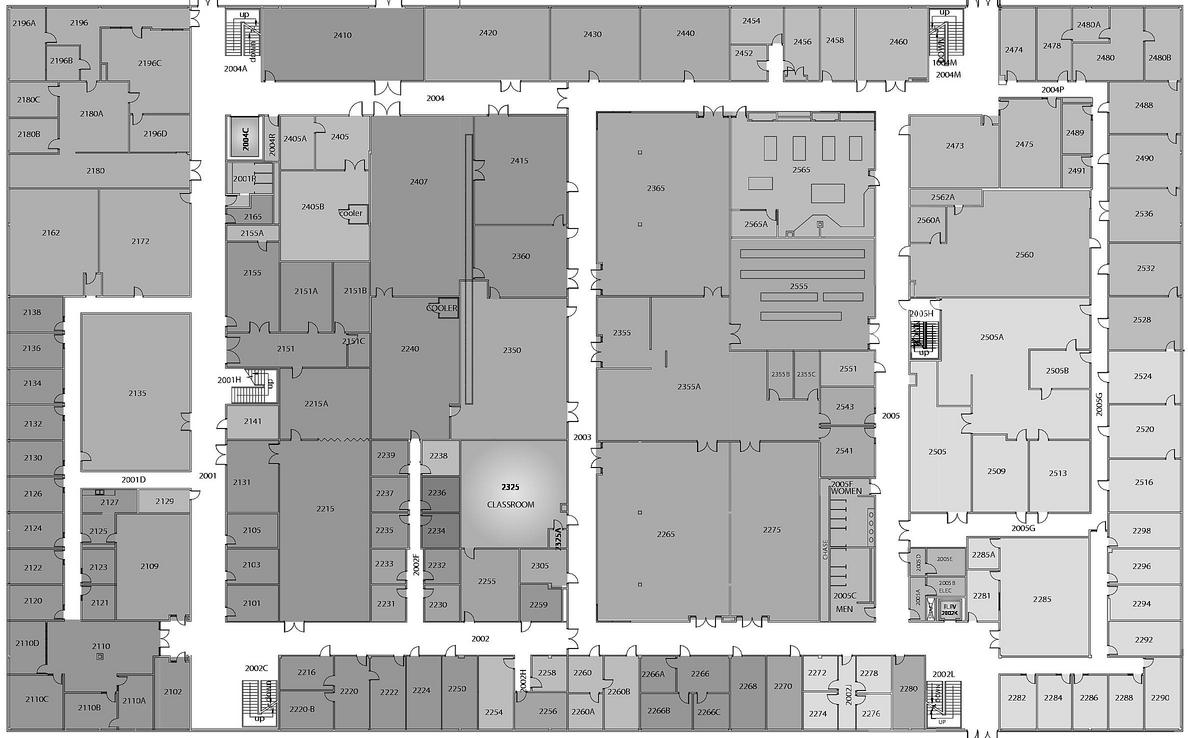 2196A 2196 up 2410 2420 2430 2440 2454 up 2480A
2196B 2196C 2452 2456 2458 2460 2474 2478 2480 2480B
2004A 2004M
2004M
2180C 2180A 2004 2004P 2488
2180B 2196D 2004C 2004R 2405A 2405 2489
2407 2415 2365 2565 2473 2475 2490
2180 2001R 2491
2165 2405B cooler 2565A 2562A 2536
2162 2172 2155A 2560A
2155 2360 2560 2532
2151A 2151B 2555
2138 COOLER 2005H 2528
2136 2151 2151C 2240 2350 2355 2505A
up
2134 2001H up 2355A 2355B 2355C 2551 2505B 2524
2135 2215A 2543 2005 2005G
2132 2141 2003 2520
2130 2239 2238 2541 2505 2509 2513
2001D 2001 2131 2237 2236 2325 2005F 2516
2126 2127 2129 2215 CLASSROOM WOMEN
2124 2125 2105 2235 2234 2325A 2265 2275 CHASE 2005G 2298
2122 2123 2109 2103 2233 2232 2255 2305 2005D 2005E 2285A 2296
2002F
2120 2121 2101 2231 2230 2259 2005C 2005A 2005B ELEC 2281 2285 2294
MEN
2110D 2110 2002 2292
2002C 2216 2258 2260 2266A 2266 2272 2278 2002L
2110C 2110B 2110A 2102 2220 2222 2224 2250 2002H 2260B 2268 2270 2002J 2280 2282 2284 2286 2288 2290
up 2220-B 2254 2256 2260A 2266B 2266C 2274 2276 UP